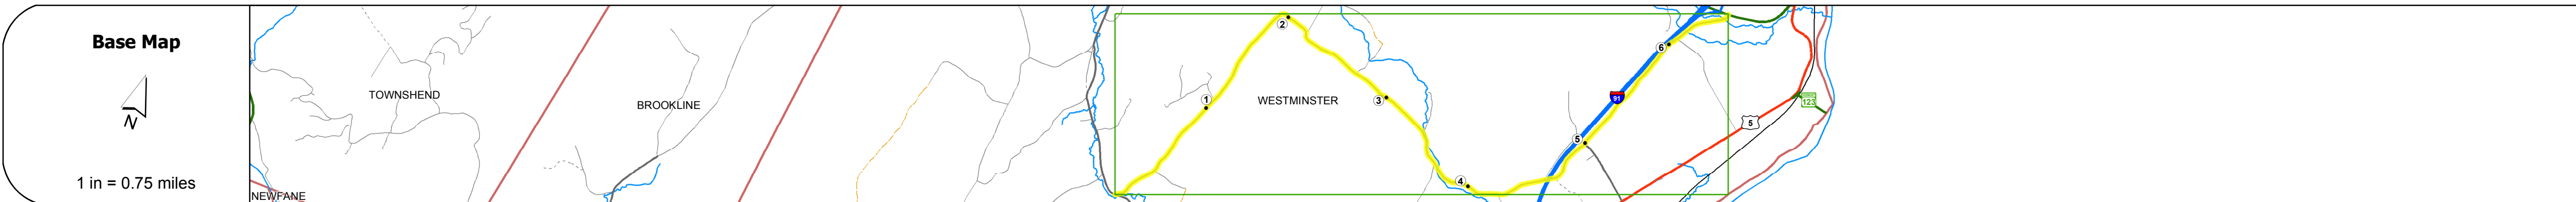 Base Map
N
1 in = 0.75 miles
TOWNSHEND
BROOKLINE
NEWFANE
WESTMINSTER
1
2
3
4
5
6
91
5
123